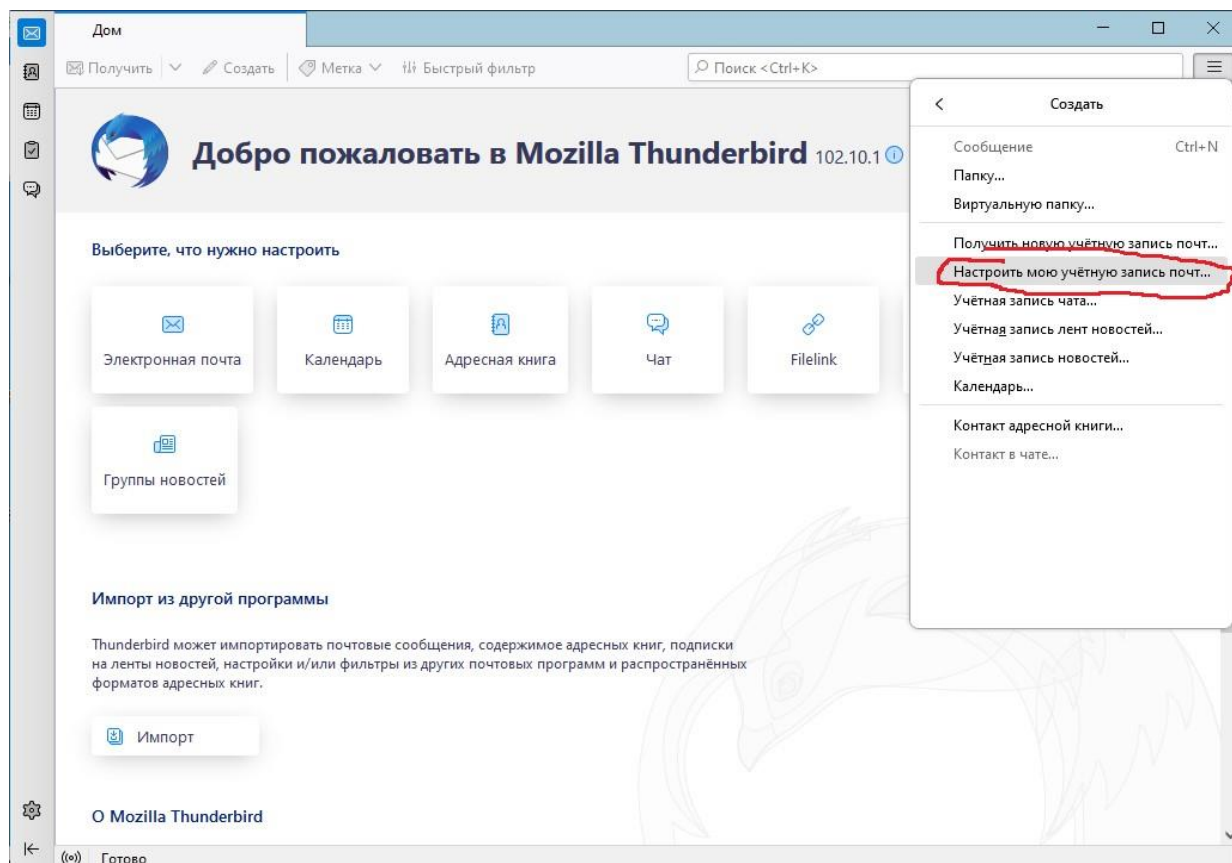 Дом
Получить
Создать
Метка
Быстрый фильтр
Поиск <Ctrl+K>
Добро пожаловать в Mozilla Thunderbird 102.10.1
Выберите, что нужно настроить
Электронная почта
Календарь
Адресная книга
Чат
Filelink
Группы новостей
Импорт из другой программы
Thunderbird может импортировать почтовые сообщения, содержимое адресных книг, подписки
на ленты новостей, настройки и/или фильтры из других почтовых программ и распространённых
форматов адресных книг.
Импорт
О Mozilla Thunderbird
Готово
Создать
Сообщение Ctrl+N
Папку...
Виртуальную папку...
Получить новую учётную запись почт...
Настроить мою учётную запись почт...
Учётная запись чата...
Учётная запись лент новостей...
Учётная запись новостей...
Календарь...
Контакт адресной книги...
Контакт в чате...